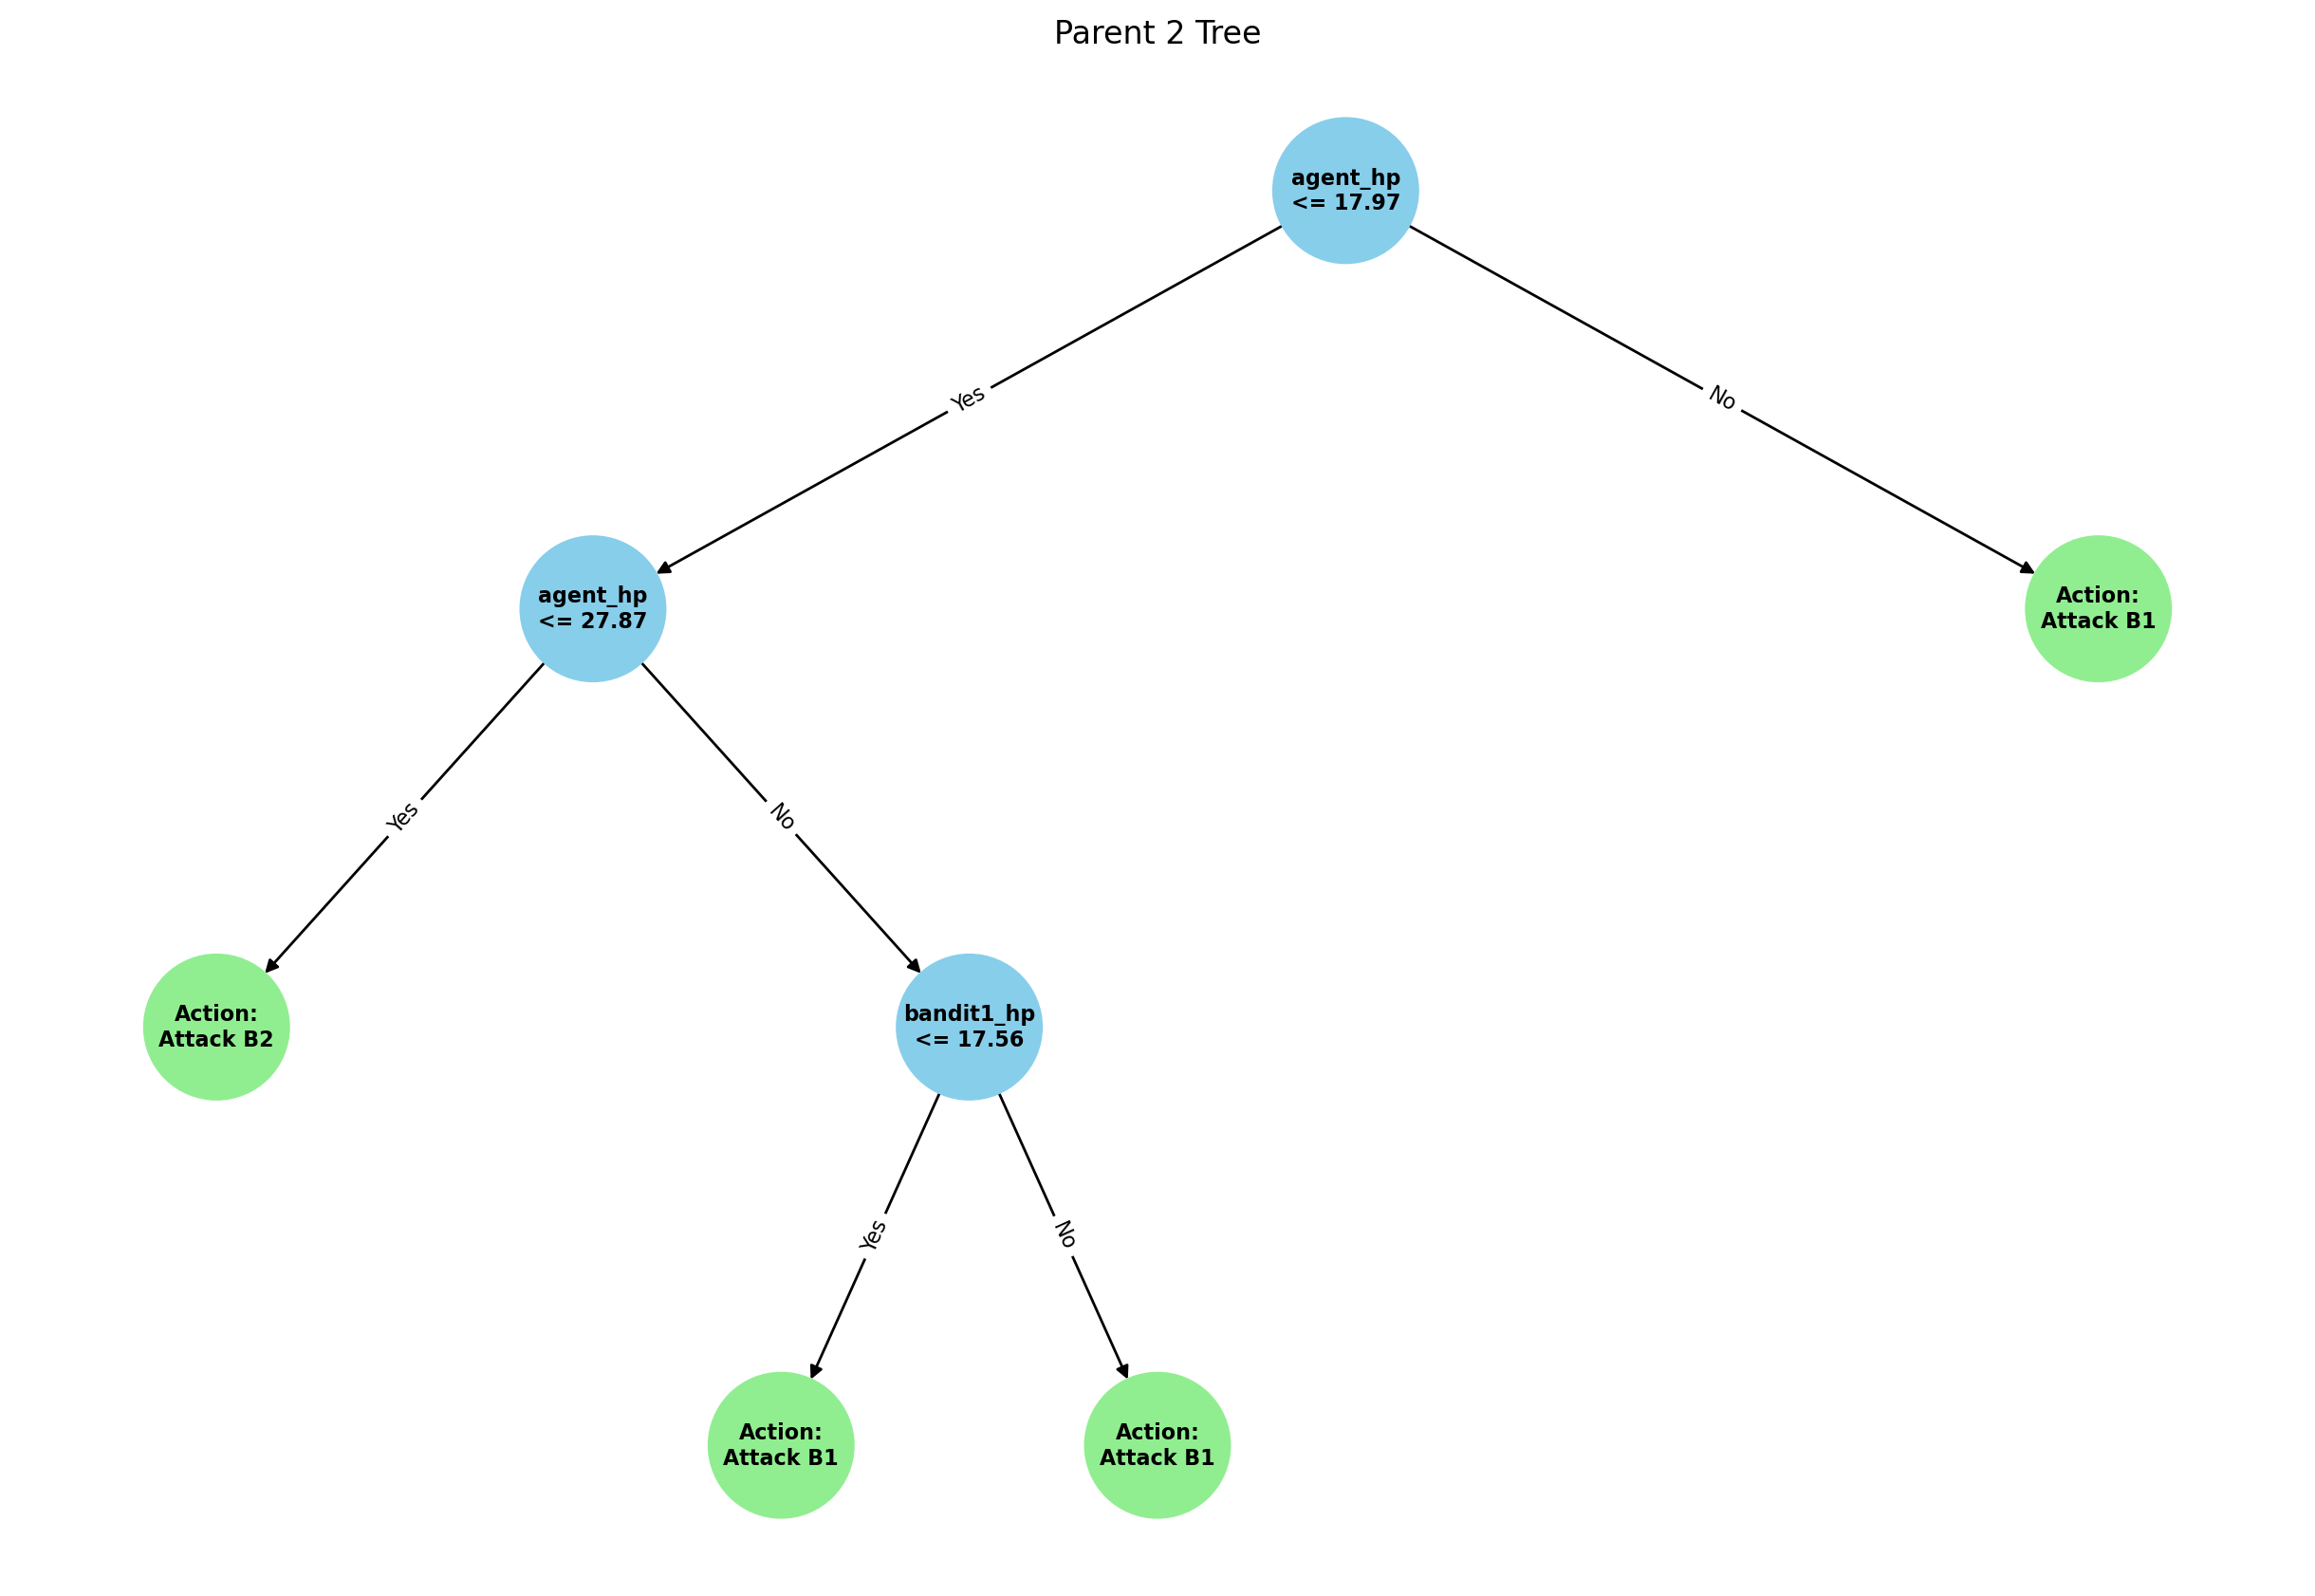 Parent 2 Tree
agent_hp
<= 17.97
Yes
No
agent_hp
<= 27.87
Action:
Attack B1
Yes
No
Action:
Attack B2
bandit1_hp
<= 17.56
Yes
No
Action:
Attack B1
Action:
Attack B1